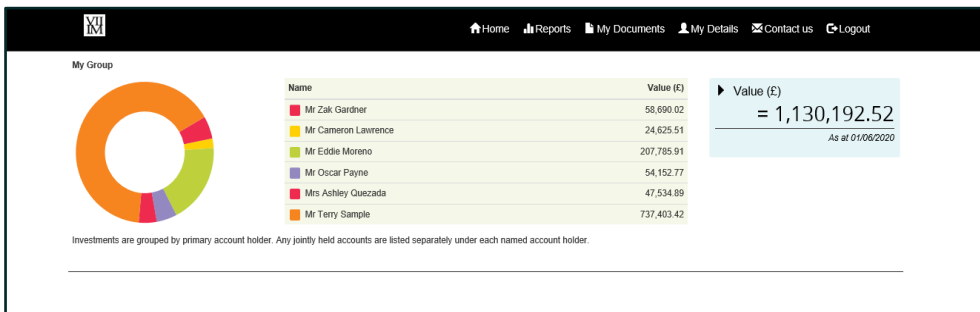 VII
IM
Home Reports My Documents My Details Contact us Logout
My Group
Name Value (£)
Mr Zak Gardner 58,690.02
Mr Cameron Lawrence 24,625.51
Mr Eddie Moreno 207,785.91
Mr Oscar Payne 54,152.77
Mrs Ashley Quezada 47,534.89
Mr Terry Sample 737,403.42
Value (£)
= 1,130,192.52
As at 01/06/2020
Investments are grouped by primary account holder. Any jointly held accounts are listed separately under each named account holder.